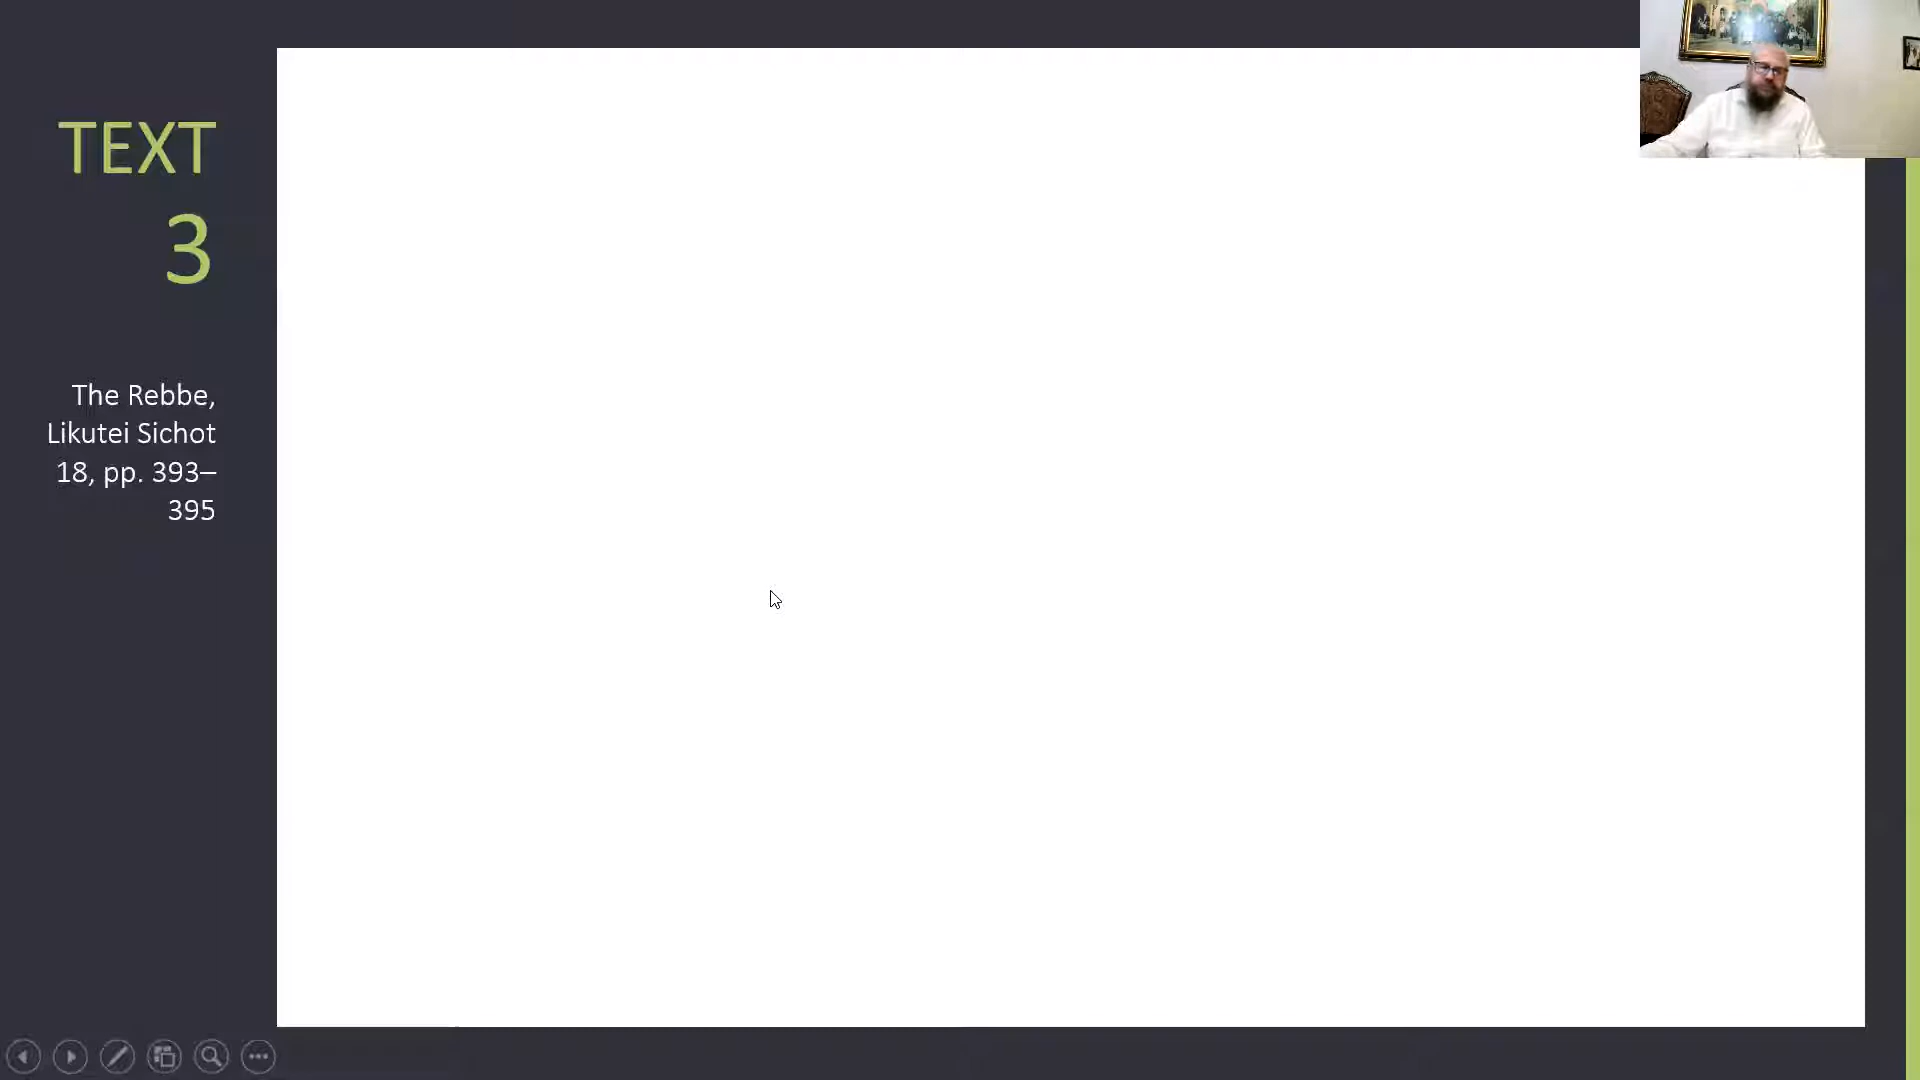 TEXT
3
The Rebbe,
Likutei Sichot
18, pp. 393–
395